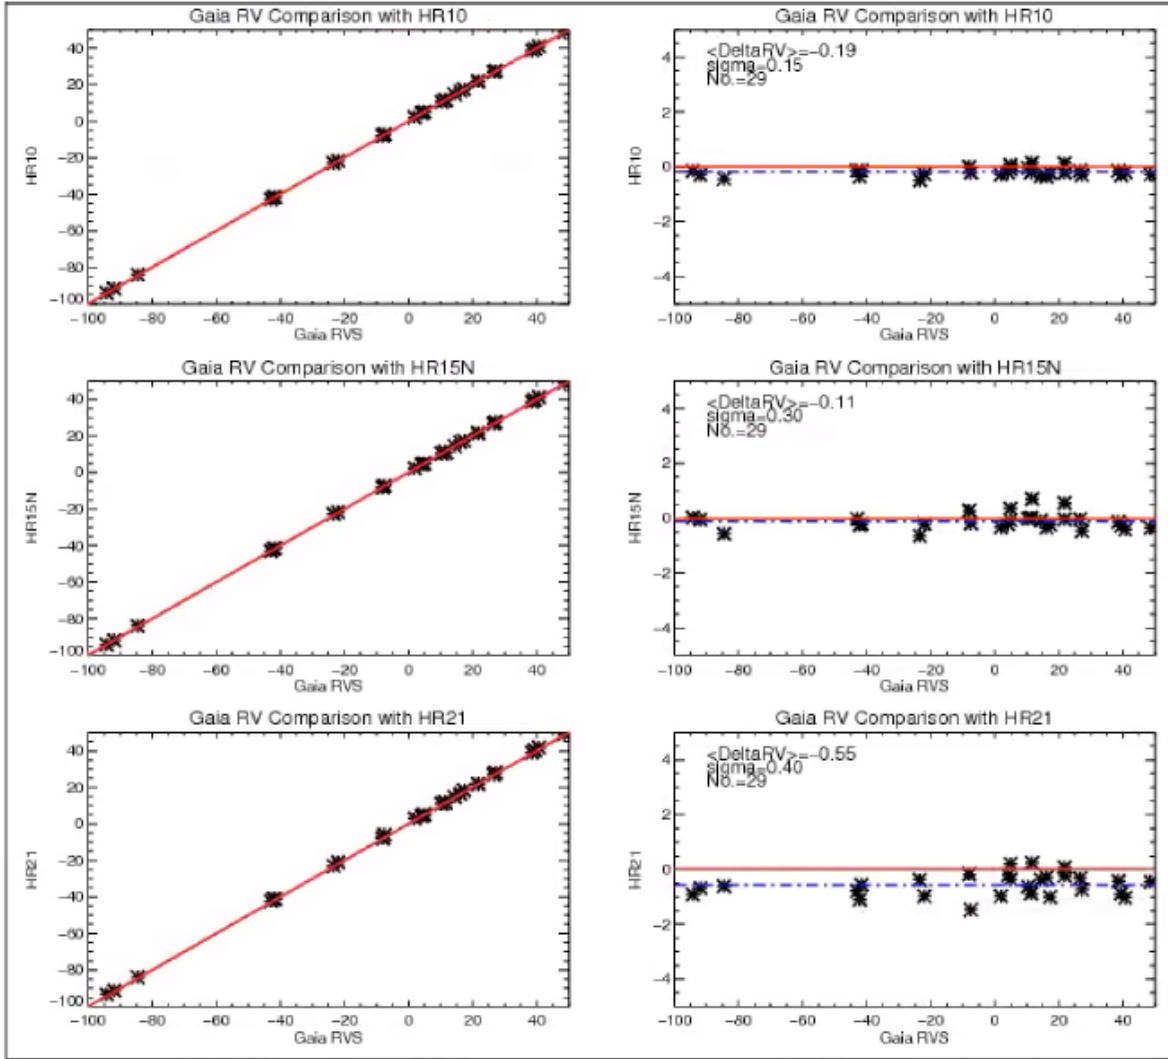 Gaia RV Comparison with HR10
40
20
0
−20
−40
−60
−80
−100
HR10
−100 −80 −60 −40 −20 0 20 40
Gaia RVS
Gaia RV Comparison with HR10
<DeltaRV>=−0.19
sigma=0.15
No.=29
4
2
0
−2
−4
HR10
−100 −80 −60 −40 −20 0 20 40
Gaia RVS
Gaia RV Comparison with HR15N
40
20
0
−20
−40
−60
−80
−100
HR15N
−100 −80 −60 −40 −20 0 20 40
Gaia RVS
Gaia RV Comparison with HR15N
<DeltaRV>=−0.11
sigma=0.30
No.=29
4
2
0
−2
−4
HR15N
−100 −80 −60 −40 −20 0 20 40
Gaia RVS
Gaia RV Comparison with HR21
40
20
0
−20
−40
−60
−80
−100
HR21
−100 −80 −60 −40 −20 0 20 40
Gaia RVS
Gaia RV Comparison with HR21
<DeltaRV>=−0.55
sigma=0.40
No.=29
4
2
0
−2
−4
HR21
−100 −80 −60 −40 −20 0 20 40
Gaia RVS